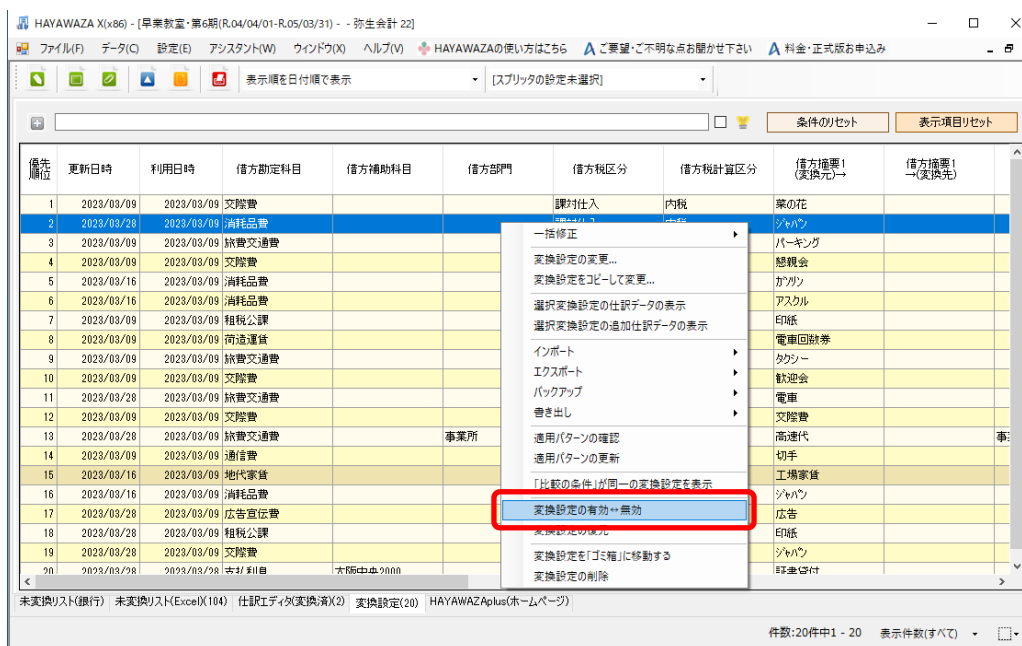 HAYAWAZA X(x86) - [早業教室・第6期(R.04/04/01-R.05/03/31) - - 弥生会計 22]
ファイル(F) データ(C) 設定(E) アシスタント(W) ウィンドウ(X) ヘルプ(V) HAYAWAZAの使い方はこちら ご要望・ご不明な点お聞かせ下さい 料金・正式版お申込み
表示順を日付順で表示 [スプリッタの設定未選択]
条件のリセット 表示項目リセット
優先順位 更新日時 利用日時 借方勘定科目 借方補助科目 借方部門 借方税区分 借方税計算区分 借方摘要1(変換元)→ 借方摘要1→(変換先)
1 2023/03/09 2023/03/09 交際費 課対仕入 内税 菜の花
2 2023/03/28 2023/03/09 消耗品費 ジャパン
3 2023/03/09 2023/03/09 旅費交通費 パーキング
4 2023/03/09 2023/03/09 交際費 懇親会
5 2023/03/16 2023/03/09 消耗品費 ガソリン
6 2023/03/16 2023/03/09 消耗品費 アスクル
7 2023/03/09 2023/03/09 租税公課 印紙
8 2023/03/09 2023/03/09 荷造運賃 電車回数券
9 2023/03/09 2023/03/09 旅費交通費 タクシー
10 2023/03/09 2023/03/09 交際費 歓迎会
11 2023/03/28 2023/03/09 旅費交通費 電車
12 2023/03/09 2023/03/09 交際費 交際費
13 2023/03/28 2023/03/09 旅費交通費 事業所 高速代
14 2023/03/09 2023/03/09 通信費 切手
15 2023/03/16 2023/03/09 地代家賃 工場家賃
16 2023/03/16 2023/03/09 消耗品費 ジャパン
17 2023/03/28 2023/03/09 広告宣伝費 広告
18 2023/03/28 2023/03/09 租税公課 印紙
19 2023/03/28 2023/03/09 交際費 ジャパン
20 2023/03/28 2023/03/28 支払利息 大阪中央2000 証書貸付
一括修正
変換設定の変更...
変換設定をコピーして変更...
選択変換設定の仕訳データの表示
選択変換設定の追加仕訳データの表示
インポート
エクスポート
バックアップ
書き出し
適用パターンの確認
適用パターンの更新
「比較の条件」が同一の変換設定を表示
変換設定の有効⇔無効
変換設定の復元
変換設定を「ゴミ箱」に移動する
変換設定の削除
未変換リスト(銀行) 未変換リスト(Excel)(104) 仕訳エディタ(変換済)(2) 変換設定(20) HAYAWAZAplus(ホームページ)
件数:20件中1 - 20 表示件数(すべて)